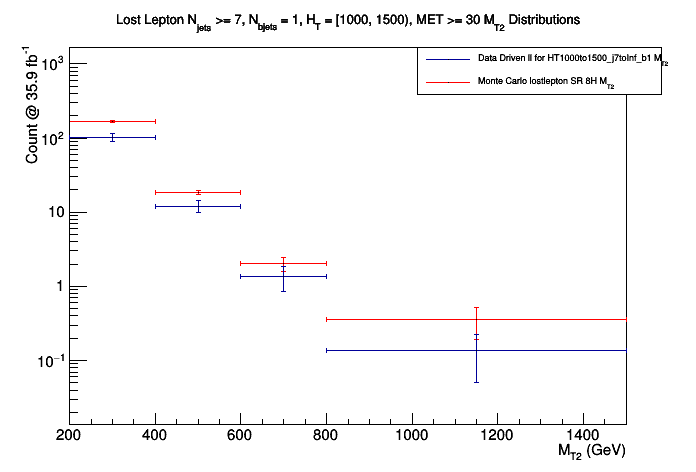 Lost Lepton N_jets >= 7, N_bjets = 1, H_T = [1000, 1500), MET >= 30 M_T2 Distributions
Data Driven II for HT1000to1500_j7toInf_b1 M_T2
Monte Carlo lostlepton SR 8H M_T2
Count @ 35.9 fb^-1
10^3
10^2
10
1
10^-1
200 400 600 800 1000 1200 1400
M_T2 (GeV)